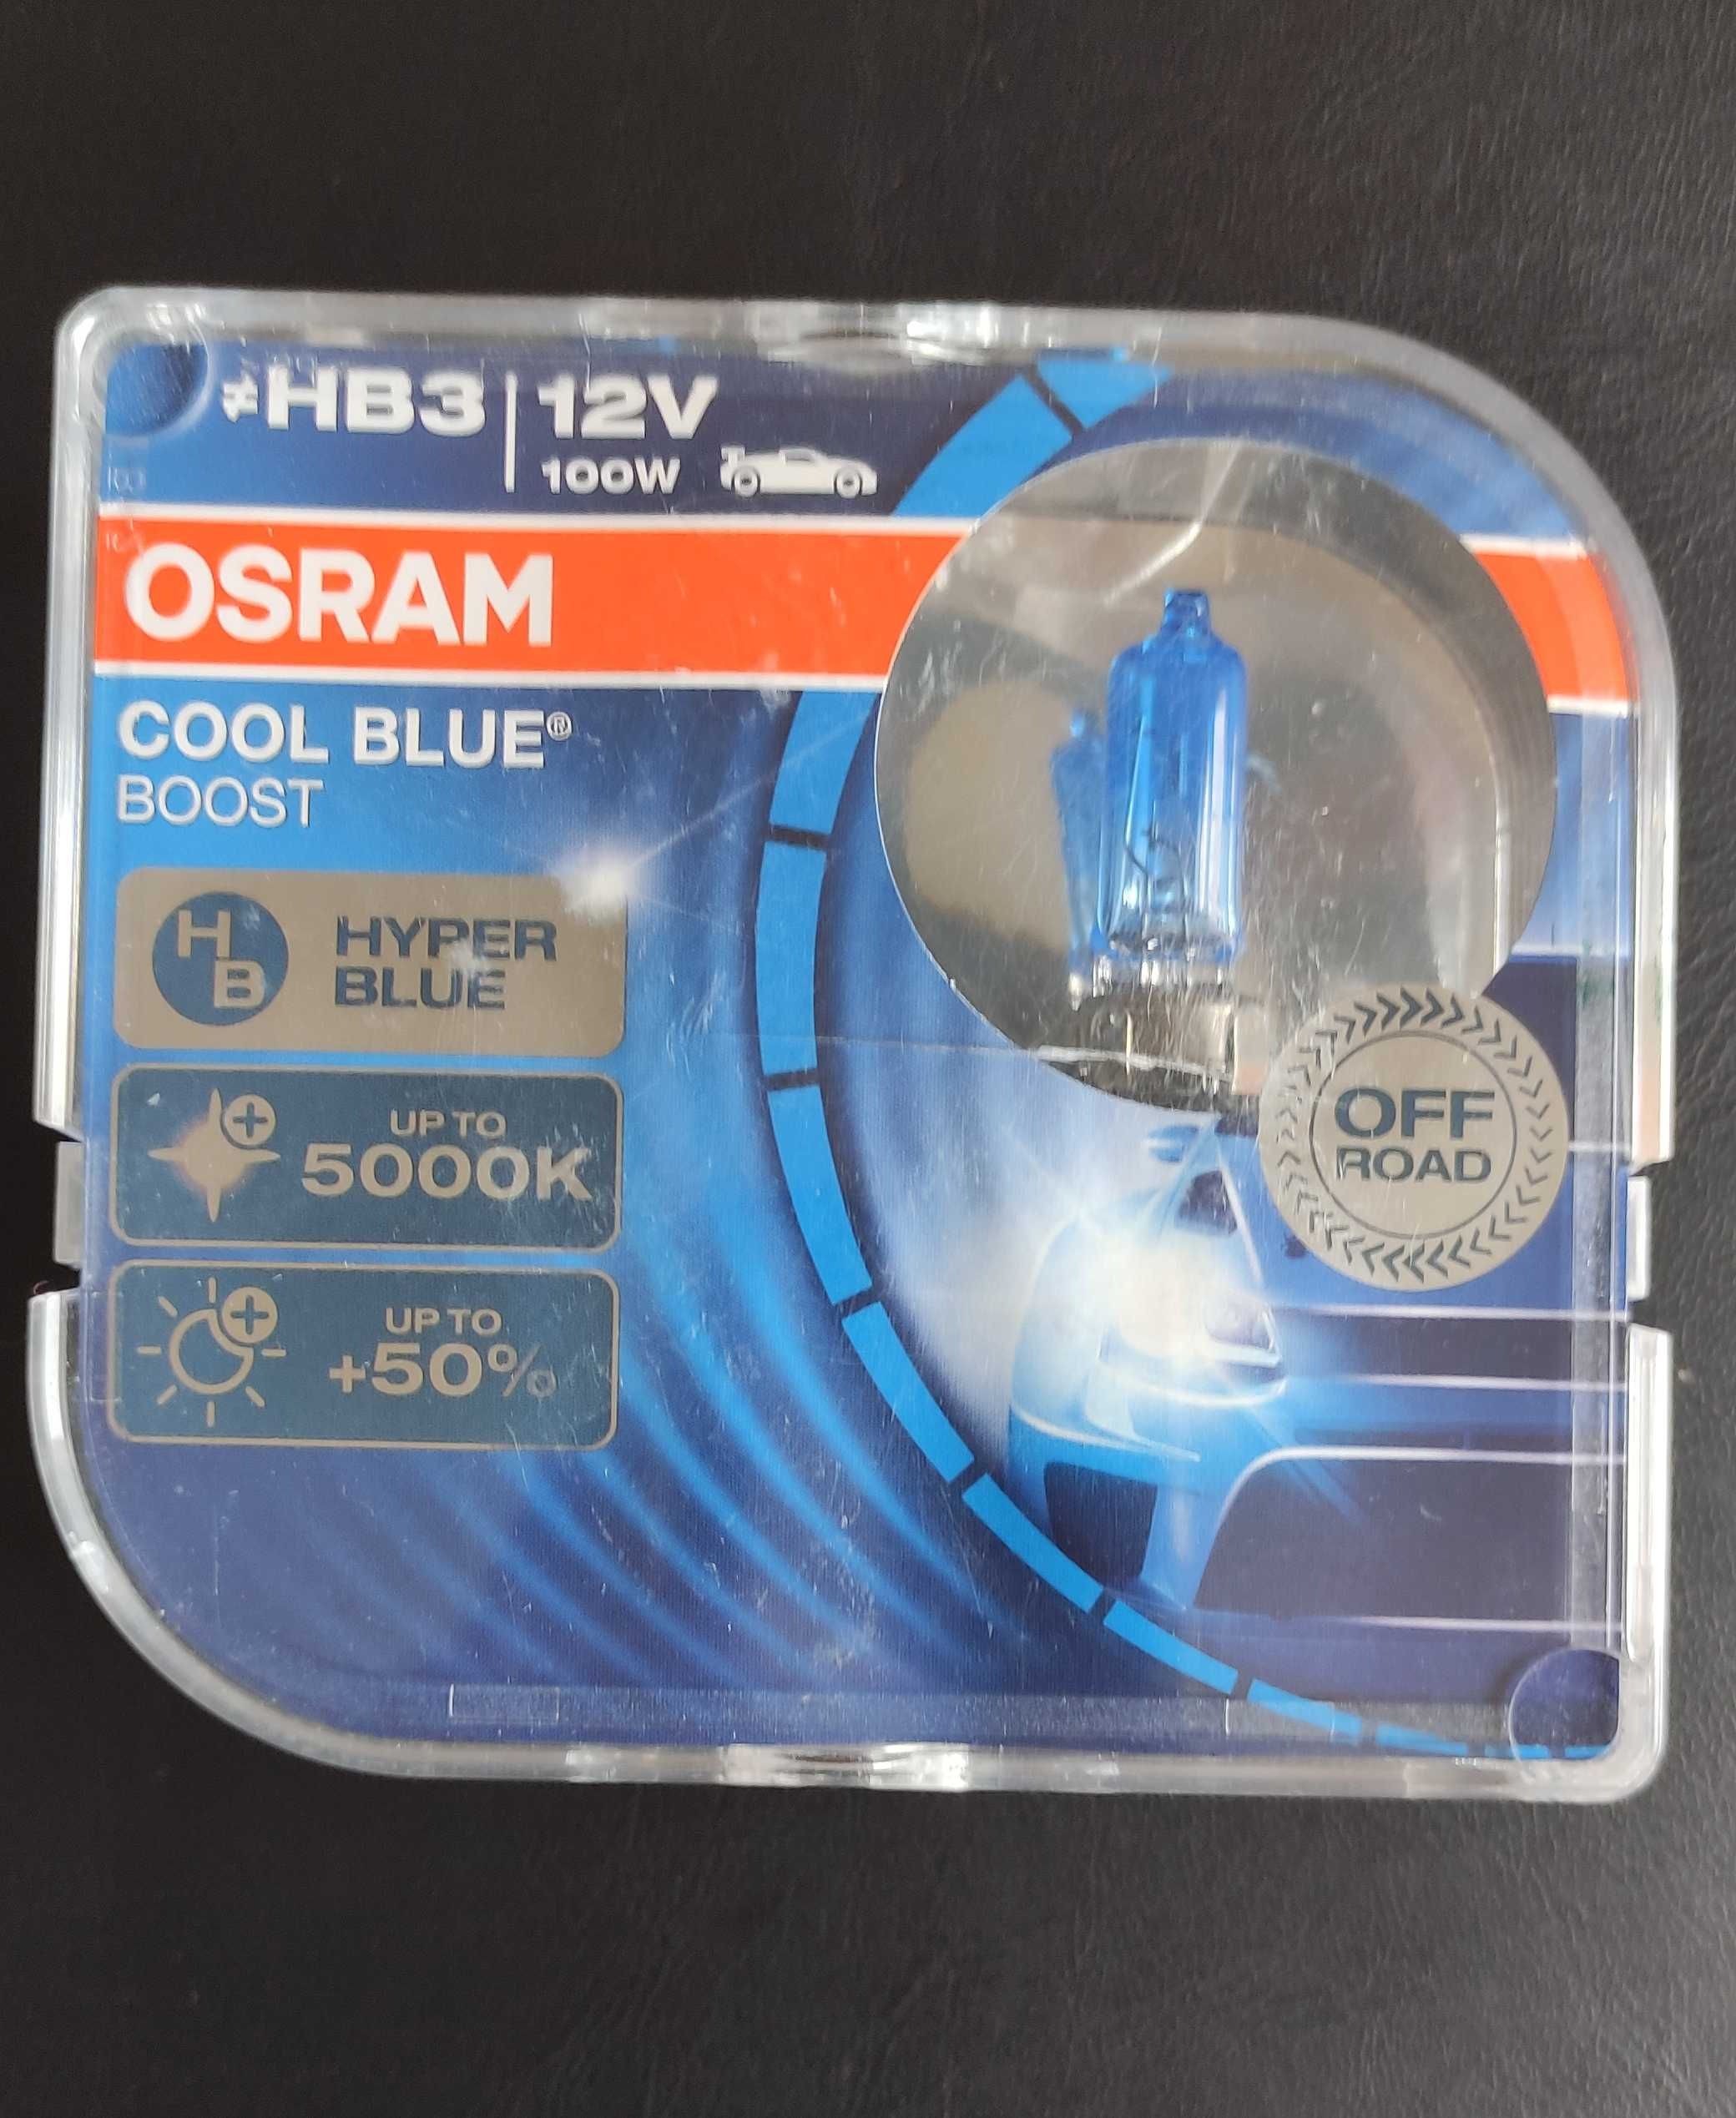 ≠HB3
12V
100W
OSRAM
COOL BLUE®
BOOST
HB
HYPER
BLUE
UP TO
5000K
UP TO
+50%
OFF
ROAD